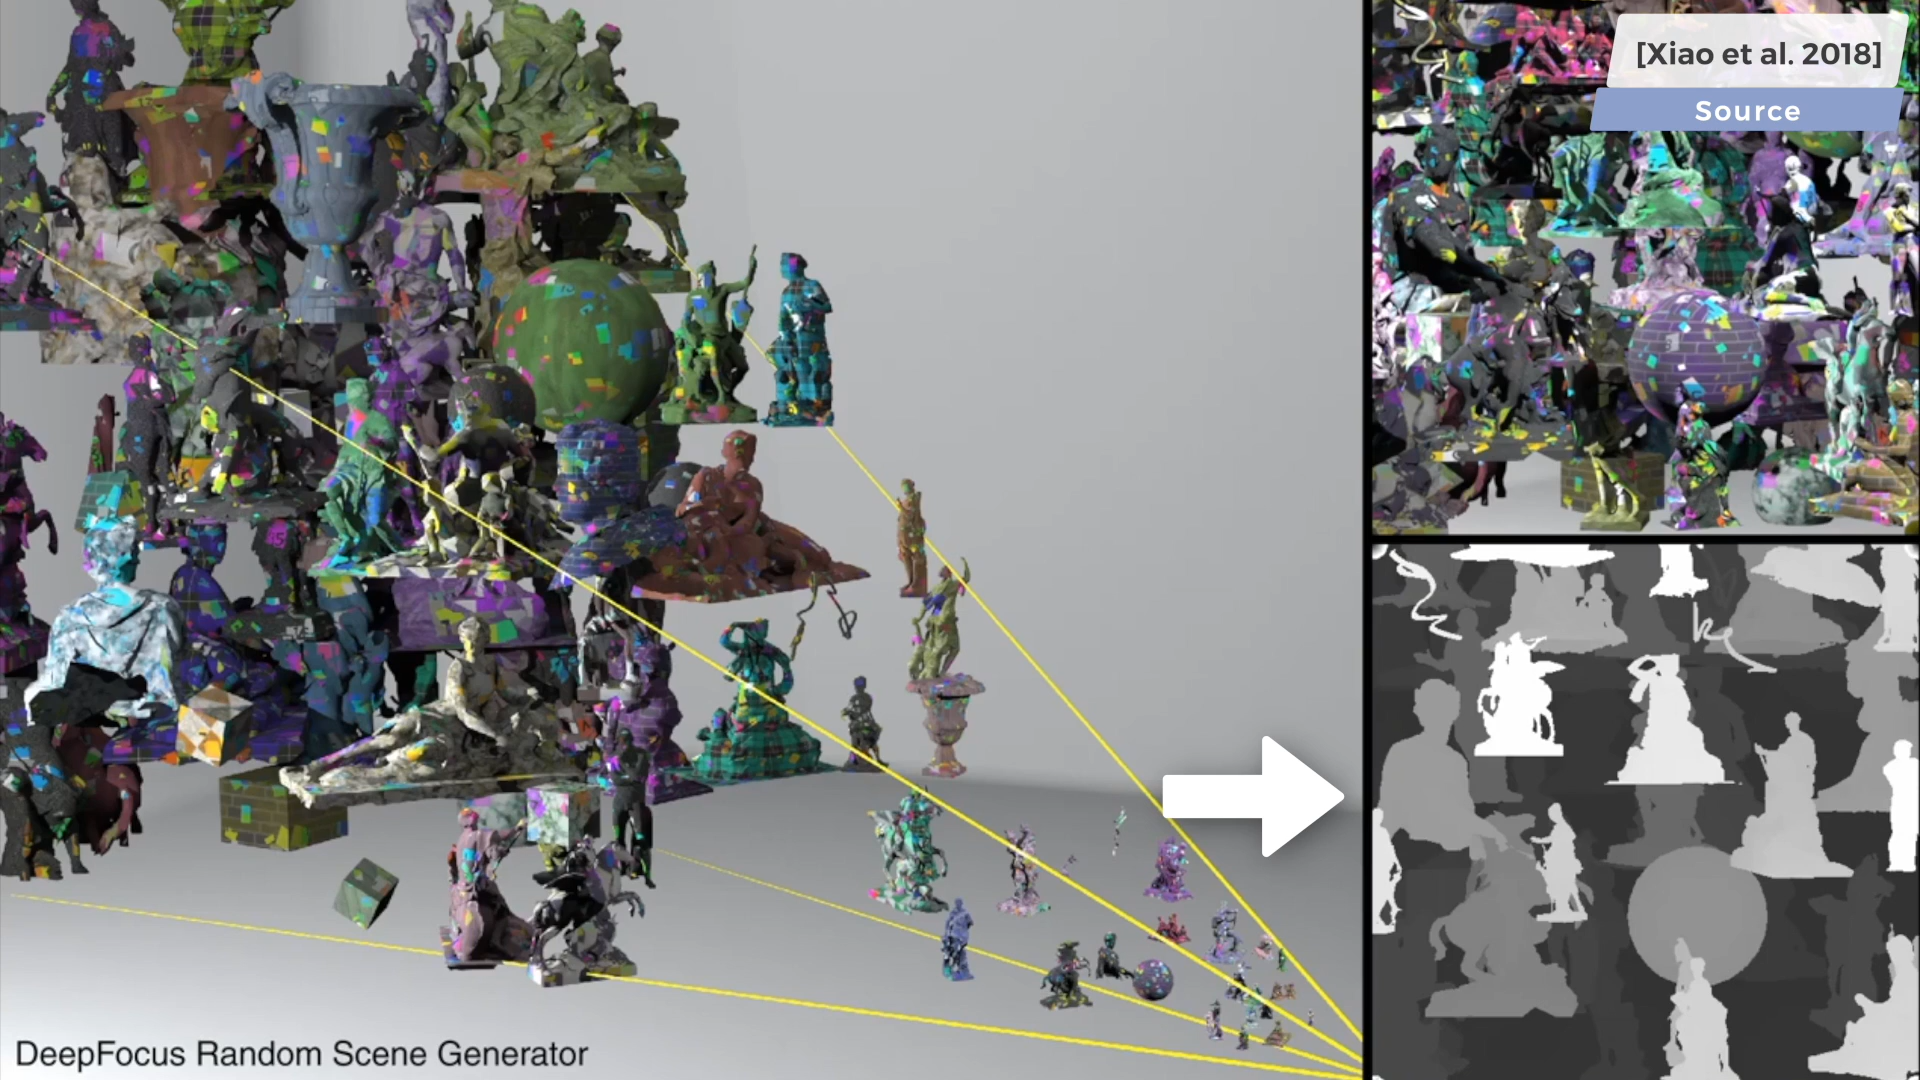 [Xiao et al. 2018]
Source
DeepFocus Random Scene Generator